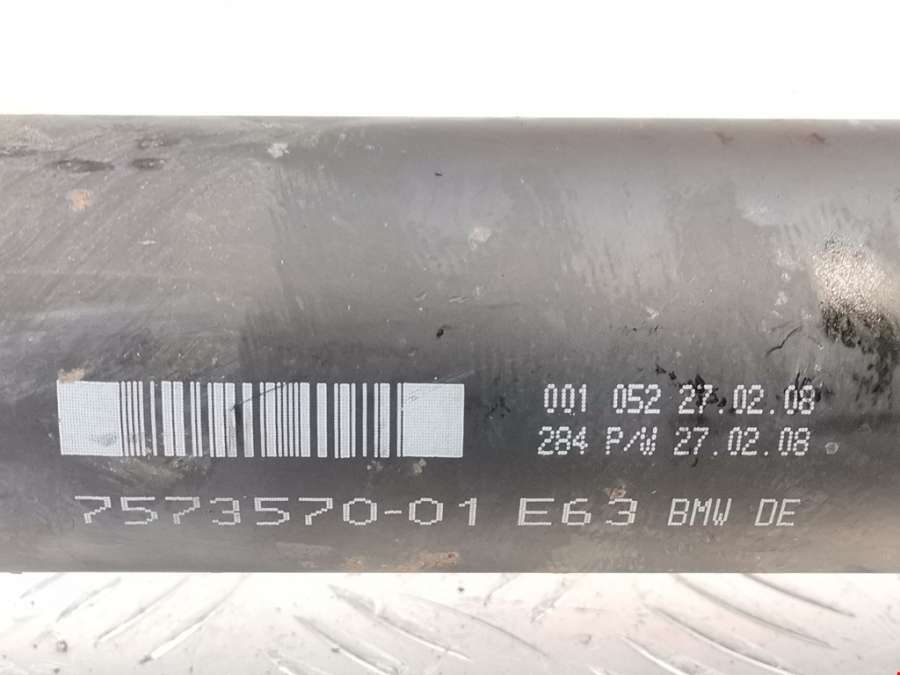 001 052 27.02.08
284 P/W 27.02.08
7573570-01 E63 BMW DE